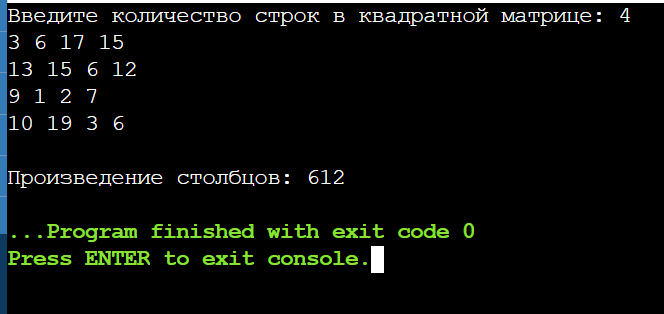 Введите количество строк в квадратной матрице: 4
3 6 17 15
13 15 6 12
9 1 2 7
10 19 3 6
Произведение столбцов: 612
...Program finished with exit code 0
Press ENTER to exit console.